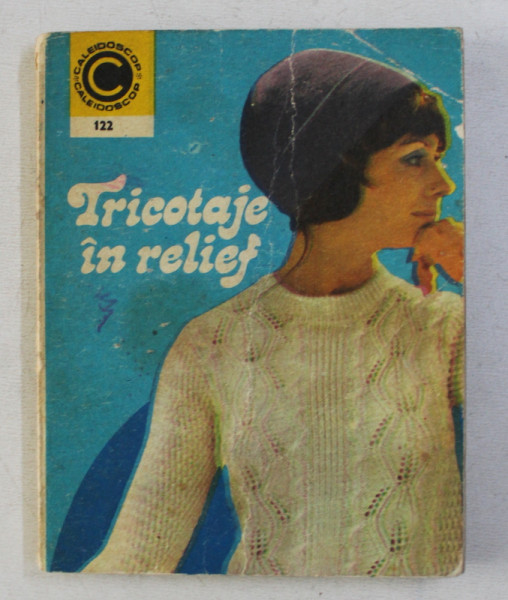 CALEIDOSCOP
CALEIDOSCOP
C
122
Tricotaje
în relief